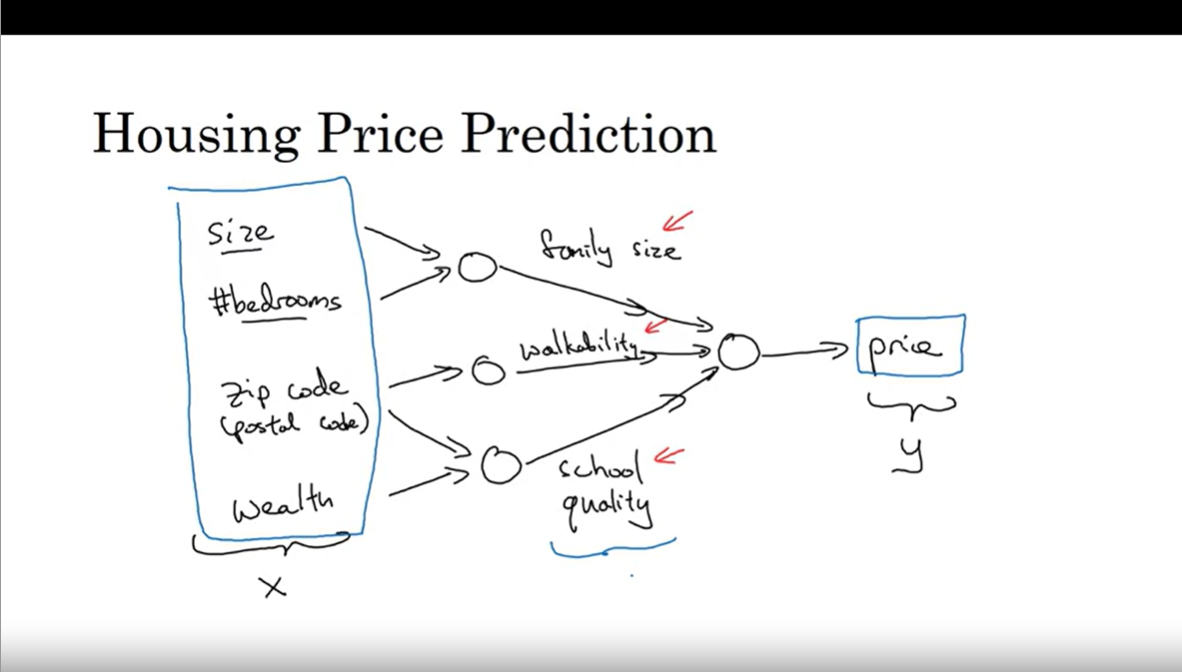 Housing Price Prediction
size
#bedrooms
zip code
(postal code)
wealth
x
family size
walkability
school
quality
price
y